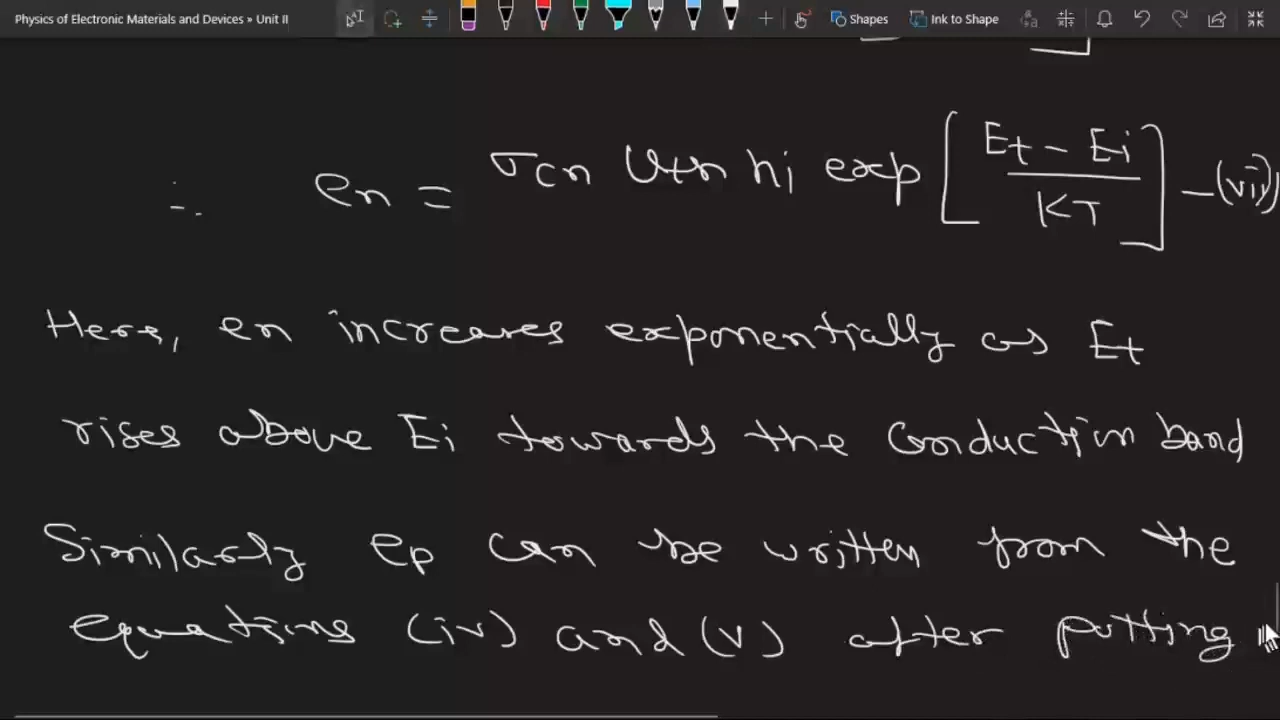 Physics of Electronic Materials and Devices » Unit II
Shapes
Ink to Shape
∴ en = σcn υth ni exp [ (Et - Ei) / KT ] - (vii)
Here, en increases exponentially as Et
rises above Ei towards the conduction band
Similarly ep can be written from the
equations (iv) and (v) after putting